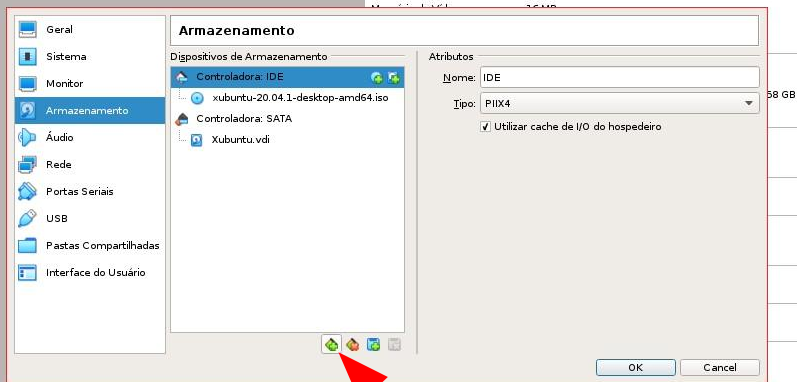 16 MB
Armazenamento
Geral
Sistema
Monitor
Armazenamento
Áudio
Rede
Portas Seriais
USB
Pastas Compartilhadas
Interface do Usuário
Dispositivos de Armazenamento
Controladora: IDE
xubuntu-20.04.1-desktop-amd64.iso
Controladora: SATA
Xubuntu.vdi
Atributos
Nome: IDE
Tipo: PIIX4
Utilizar cache de I/O do hospedeiro
GB
OK
Cancel